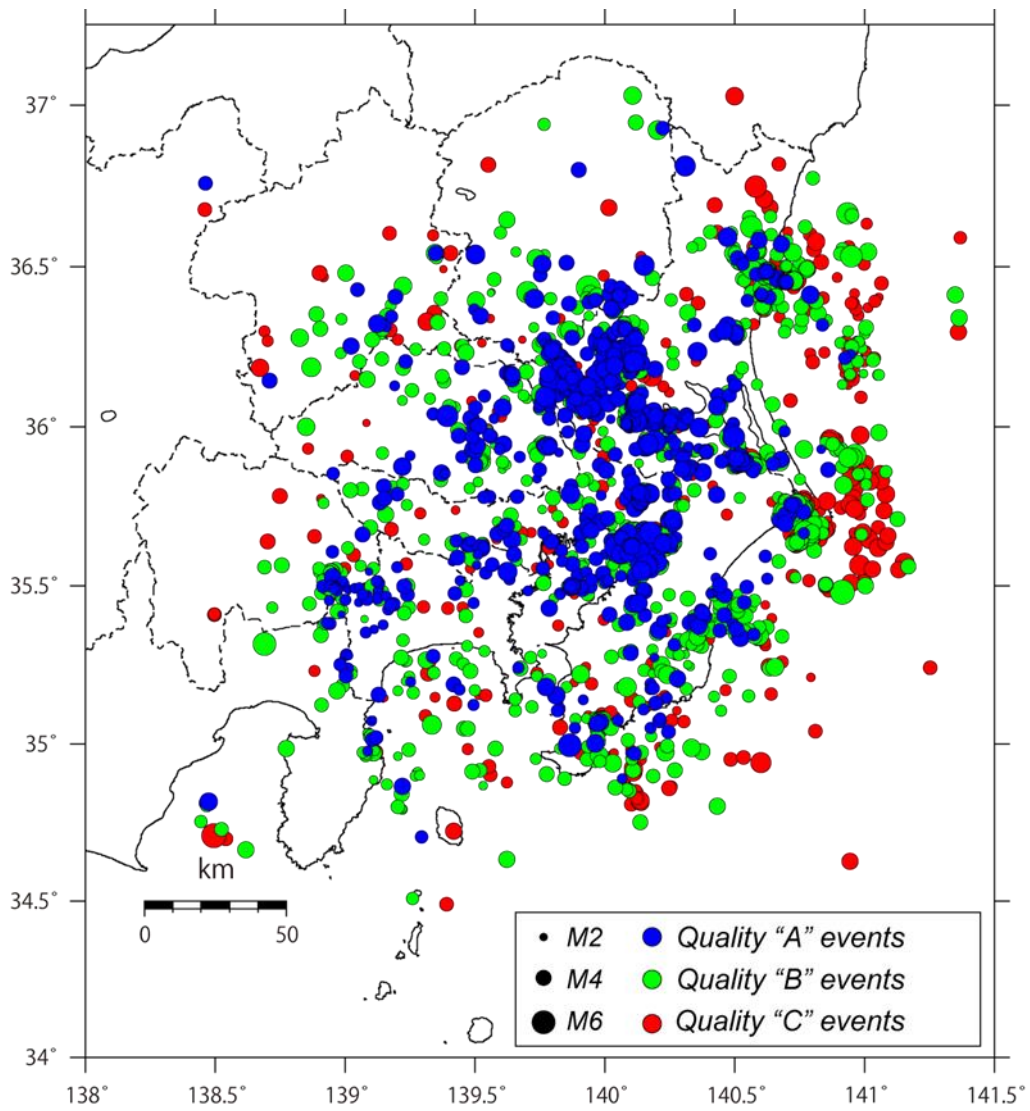 37˚
36.5˚
36˚
35.5˚
35˚
34.5˚
34˚
km
0 50
M2 Quality “A” events
M4 Quality “B” events
M6 Quality “C” events
138˚ 138.5˚ 139˚ 139.5˚ 140˚ 140.5˚ 141˚ 141.5˚